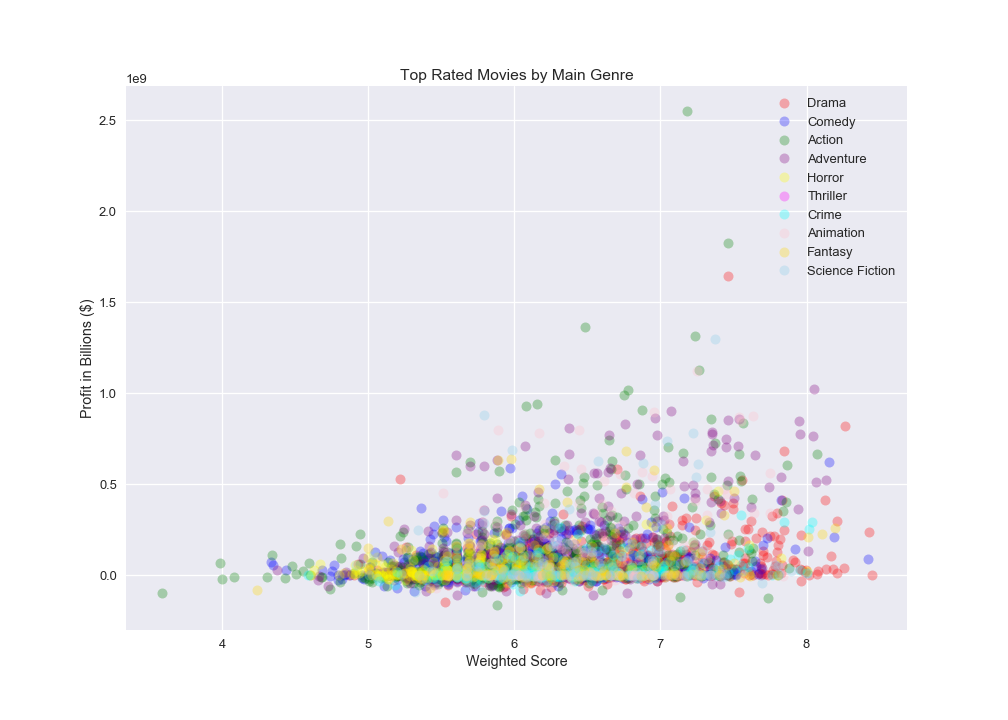 Top Rated Movies by Main Genre
1e9
2.5
2.0
1.5
1.0
0.5
0.0
Profit in Billions ($)
Drama
Comedy
Action
Adventure
Horror
Thriller
Crime
Animation
Fantasy
Science Fiction
4 5 6 7 8
Weighted Score